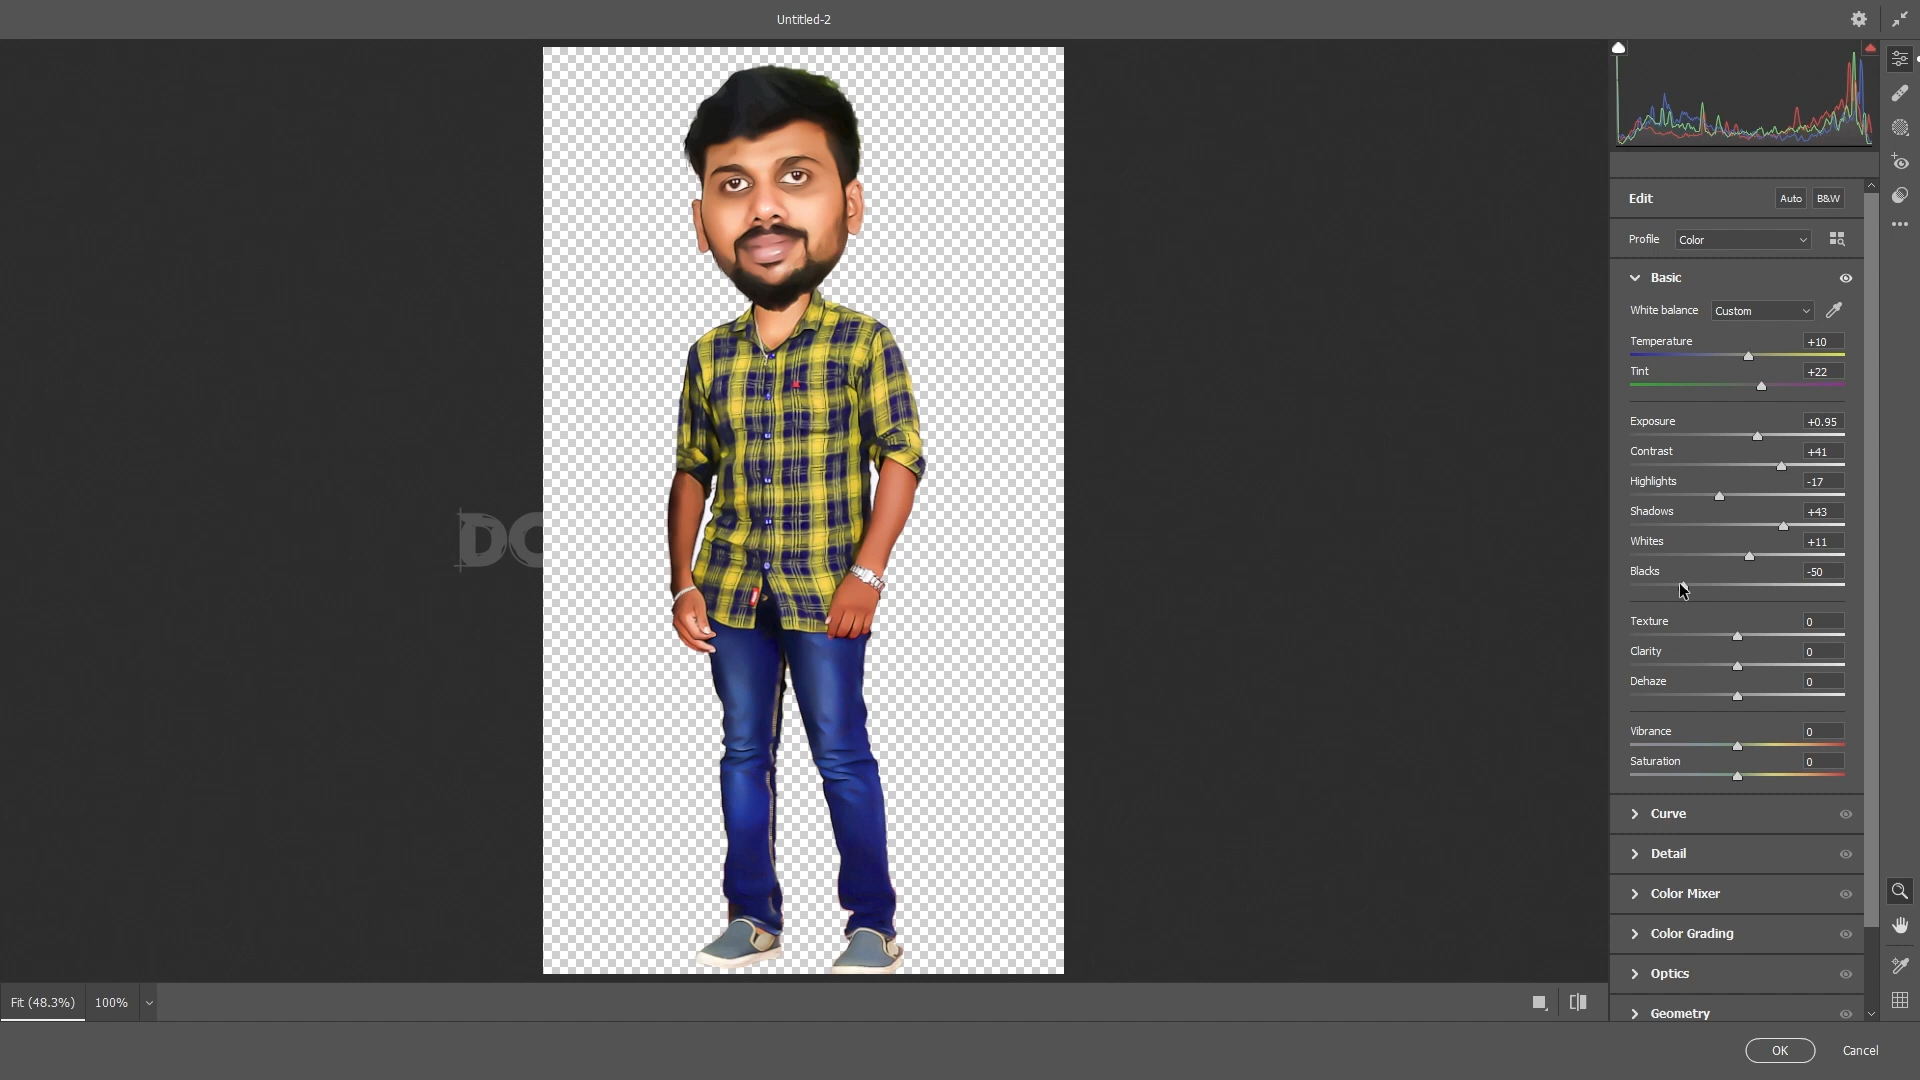 Untitled-2
Edit
Auto
B&W
Profile
Color
Basic
White balance
Custom
Temperature
+10
Tint
+22
Exposure
+0.95
Contrast
+41
Highlights
-17
Shadows
+43
Whites
+11
Blacks
-50
Texture
0
Clarity
0
Dehaze
0
Vibrance
0
Saturation
0
Curve
Detail
Color Mixer
Color Grading
Optics
Geometry
Fit (48.3%)
100%
OK
Cancel